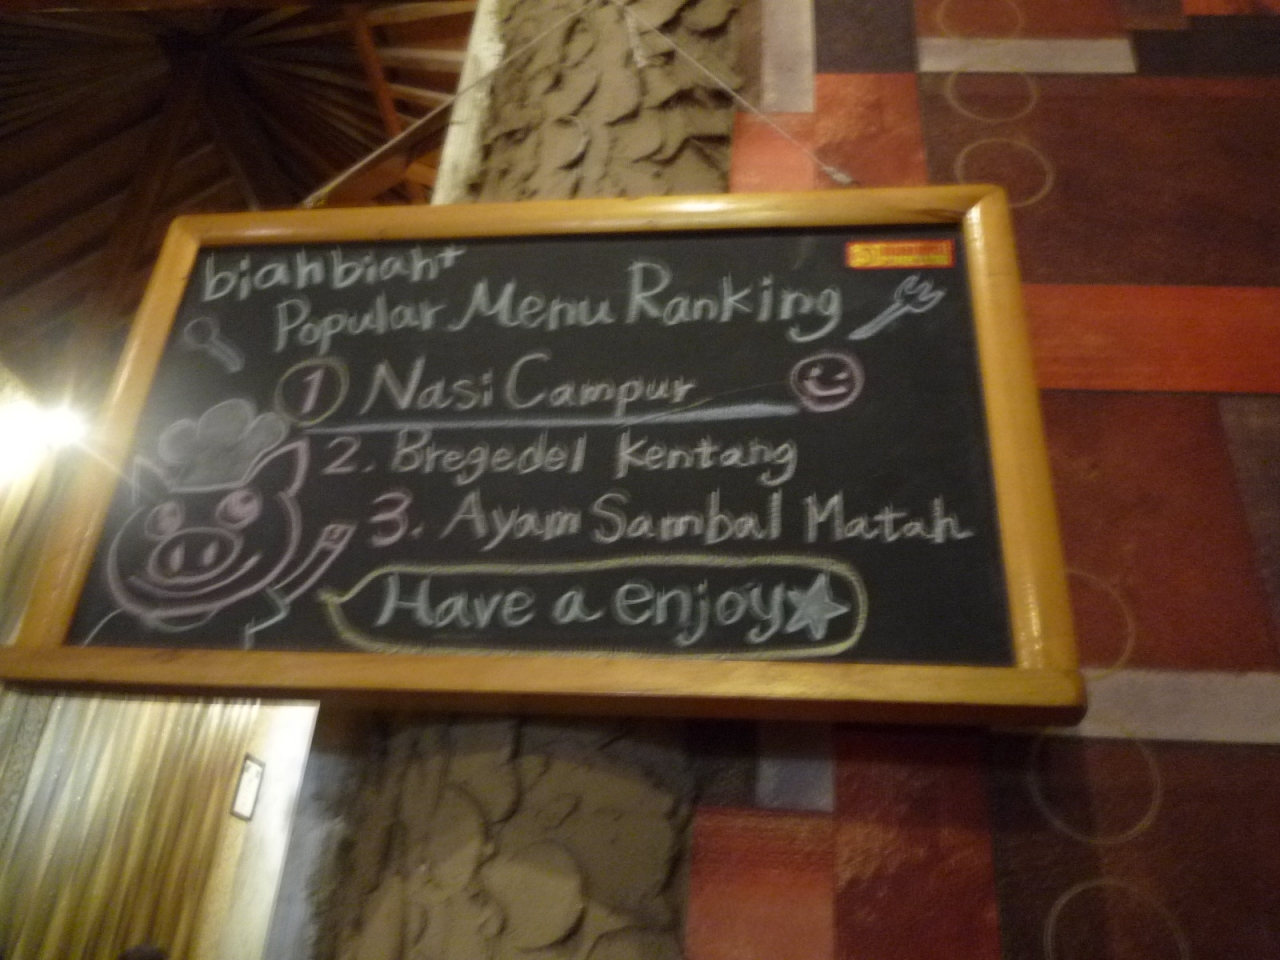 biahbiah+
Popular Menu Ranking
1 Nasi Campur
2. Bregedel kentang
3. Ayam Sambal Matah
Have a enjoy